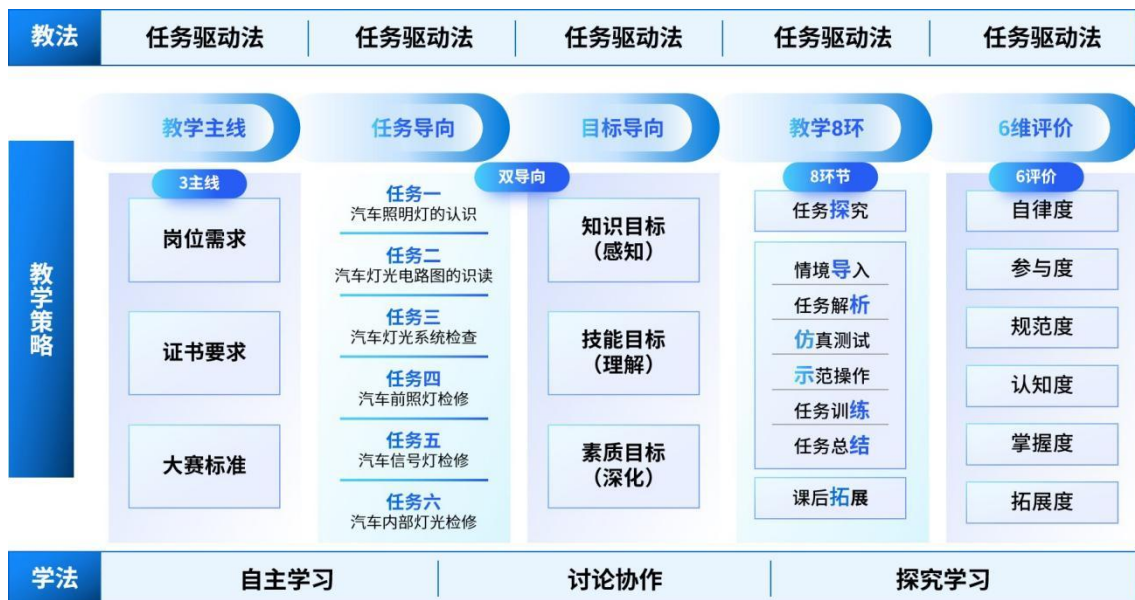 教法
任务驱动法
任务驱动法
任务驱动法
任务驱动法
任务驱动法
教学策略
教学主线
3主线
岗位需求
证书要求
大赛标准
任务导向
目标导向
双导向
任务一
汽车照明灯的认识
任务二
汽车灯光电路图的识读
任务三
汽车灯光系统检查
任务四
汽车前照灯检修
任务五
汽车信号灯检修
任务六
汽车内部灯光检修
知识目标
（感知）
技能目标
（理解）
素质目标
（深化）
教学8环
8环节
任务探究
情境导入
任务解析
仿真测试
示范操作
任务训练
任务总结
课后拓展
6维评价
6评价
自律度
参与度
规范度
认知度
掌握度
拓展度
学法
自主学习
讨论协作
探究学习